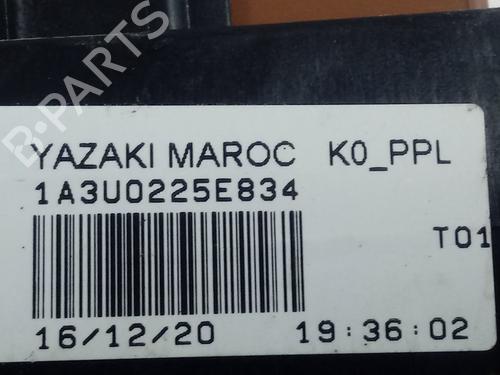 B-PARTS
YAZAKI MAROC K0_PPL
1A3U0225E834
T01
16/12/20 19:36:02